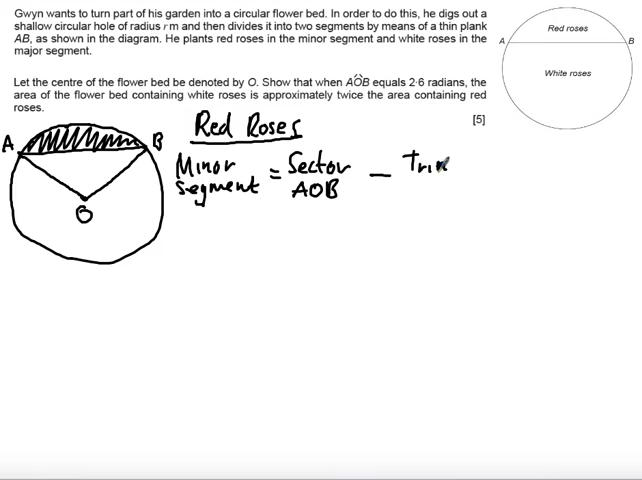 Gwyn wants to turn part of his garden into a circular flower bed. In order to do this, he digs out a
shallow circular hole of radius r m and then divides it into two segments by means of a thin plank
AB, as shown in the diagram. He plants red roses in the minor segment and white roses in the
major segment.
Let the centre of the flower bed be denoted by O. Show that when AÔB equals 2·6 radians, the
area of the flower bed containing white roses is approximately twice the area containing red
roses.
[5]
Red roses
A
B
White roses
A
B
O
Red Roses
Minor
segment
=
Sector
AOB
–
Tri